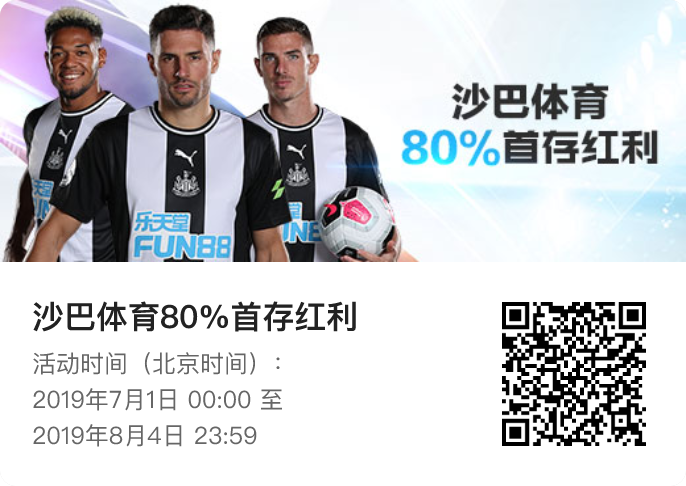 沙巴体育
80%首存红利
乐天堂
FUN88
UNE
沙巴体育80%首存红利
活动时间（北京时间）：
2019年7月1日 00:00 至
2019年8月4日 23:59